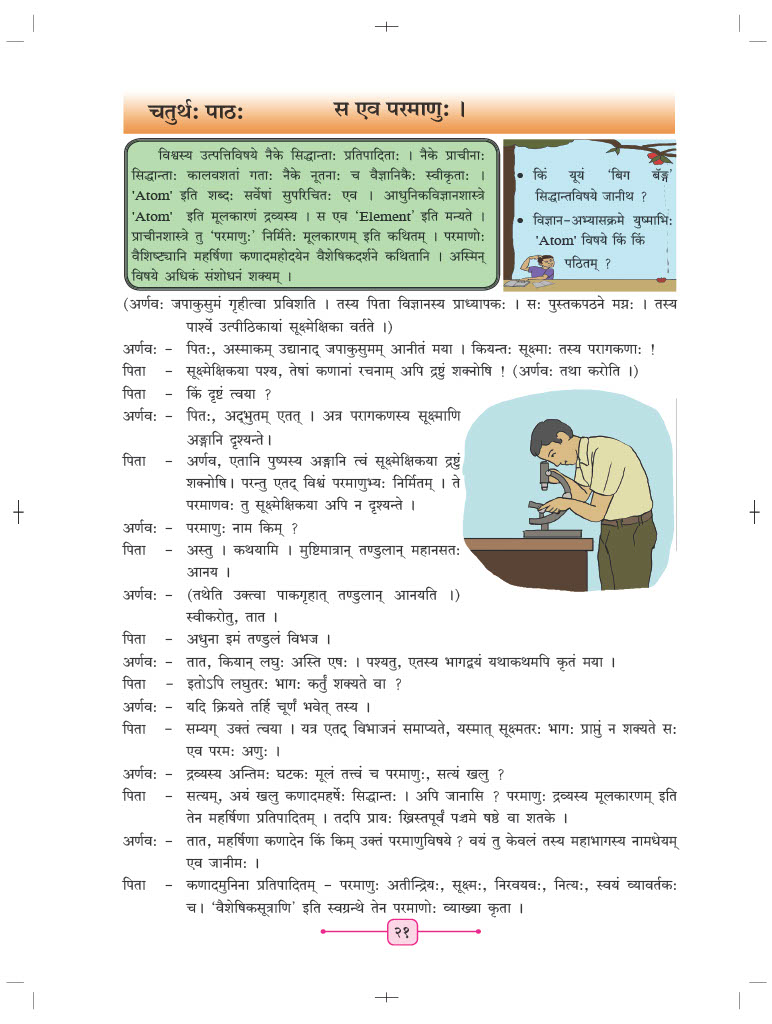 चतुर्थ: पाठ:
स एव परमाणु: ।
विश्वस्य उत्पत्तिविषये नैके सिद्धान्ता: प्रतिपादिता: । नैके प्राचीना:
सिद्धान्ता: कालवशतां गता: नैके नूतना: च वैज्ञानिकै: स्वीकृता: ।
'Atom' इति शब्द: सर्वेषां सुपरिचित: एव । आधुनिकविज्ञानशास्त्रे
'Atom' इति मूलकारणं द्रव्यस्य । स एव ‘Element’ इति मन्यते ।
प्राचीनशास्त्रे तु ‘परमाणु:’ निर्मिते: मूलकारणम् इति कथितम् । परमाणो:
वैशिष्ट्यानि महर्षिणा कणादमहोदयेन वैशेषिकदर्शने कथितानि । अस्मिन्
विषये अधिकं संशोधनं शक्यम् ।
• किं यूयं ‘बिग बँङ्ग’
सिद्धान्तविषये जानीथ ?
• विज्ञान-अभ्यासक्रमे युष्माभि:
'Atom' विषये किं किं
पठितम् ?
(अर्णव: जपाकुसुमं गृहीत्वा प्रविशति । तस्य पिता विज्ञानस्य प्राध्यापक: । स: पुस्तकपठने मग्न: । तस्य
पार्श्वे उत्पीठिकायां सूक्ष्मेक्षिका वर्तते ।)
अर्णव: – पित:, अस्माकम् उद्यानाद् जपाकुसुमम् आनीतं मया । कियन्त: सूक्ष्मा: तस्य परागकणा: !
पिता – सूक्ष्मेक्षिकया पश्य, तेषां कणानां रचनाम् अपि द्रष्टुं शक्नोषि ! (अर्णव: तथा करोति ।)
पिता – किं दृष्टं त्वया ?
अर्णव: – पित:, अद्भुतम् एतत् । अत्र परागकणस्य सूक्ष्माणि
अङ्गानि दृश्यन्ते।
पिता – अर्णव, एतानि पुष्पस्य अङ्गानि त्वं सूक्ष्मेक्षिकया द्रष्टुं
शक्नोषि। परन्तु एतद् विश्वं परमाणुभ्य: निर्मितम् । ते
परमाणव: तु सूक्ष्मेक्षिकया अपि न दृश्यन्ते ।
अर्णव: – परमाणु: नाम किम् ?
पिता – अस्तु । कथयामि । मुष्टिमात्रान् तण्डुलान् महानसत:
आनय ।
अर्णव: – (तथेति उक्त्वा पाकगृहात् तण्डुलान् आनयति ।)
स्वीकरोतु, तात ।
पिता – अधुना इमं तण्डुलं विभज ।
अर्णव: – तात, कियान् लघु: अस्ति एष: । पश्यतु, एतस्य भागद्वयं यथाकथमपि कृतं मया ।
पिता – इतोऽपि लघुतर: भाग: कर्तुं शक्यते वा ?
अर्णव: – यदि क्रियते तर्हि चूर्णं भवेत् तस्य ।
पिता – सम्यग् उक्तं त्वया । यत्र एतद् विभाजनं समाप्यते, यस्मात् सूक्ष्मतर: भाग: प्राप्तुं न शक्यते स:
एव परम: अणु: ।
अर्णव: – द्रव्यस्य अन्तिम: घटक: मूलं तत्त्वं च परमाणु:, सत्यं खलु ?
पिता – सत्यम्, अयं खलु कणादमहर्षे: सिद्धान्त: । अपि जानासि ? परमाणु: द्रव्यस्य मूलकारणम् इति
तेन महर्षिणा प्रतिपादितम् । तदपि प्राय: ख्रिस्तपूर्वं पञ्चमे षष्ठे वा शतके ।
अर्णव: – तात, महर्षिणा कणादेन किं किम् उक्तं परमाणुविषये ? वयं तु केवलं तस्य महाभागस्य नामधेयम्
एव जानीम: ।
पिता – कणादमुनिना प्रतिपादितम् – परमाणु: अतीन्द्रिय:, सूक्ष्म:, निरवयव:, नित्य:, स्वयं व्यावर्तक:
च। ‘वैशेषिकसूत्राणि’ इति स्वग्रन्थे तेन परमाणो: व्याख्या कृता ।
२१